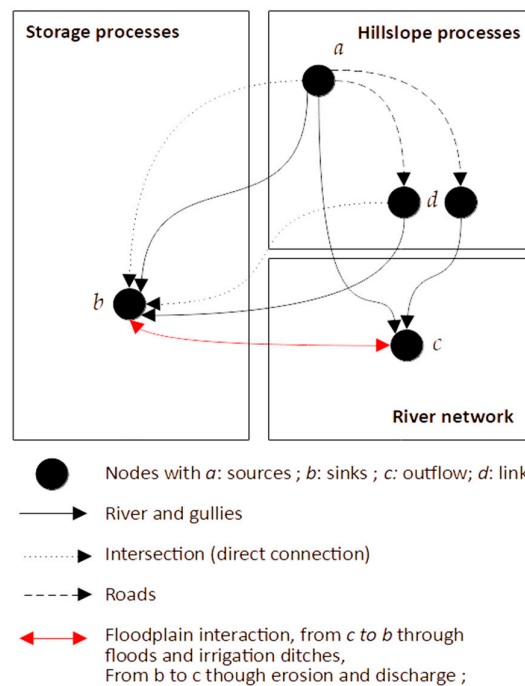 Storage processes
Hillslope processes
a
d
b
c
River network
Nodes with a: sources ; b: sinks ; c: outflow; d: link
River and gullies
Intersection (direct connection)
Roads
Floodplain interaction, from c to b through
floods and irrigation ditches,
From b to c though erosion and discharge ;